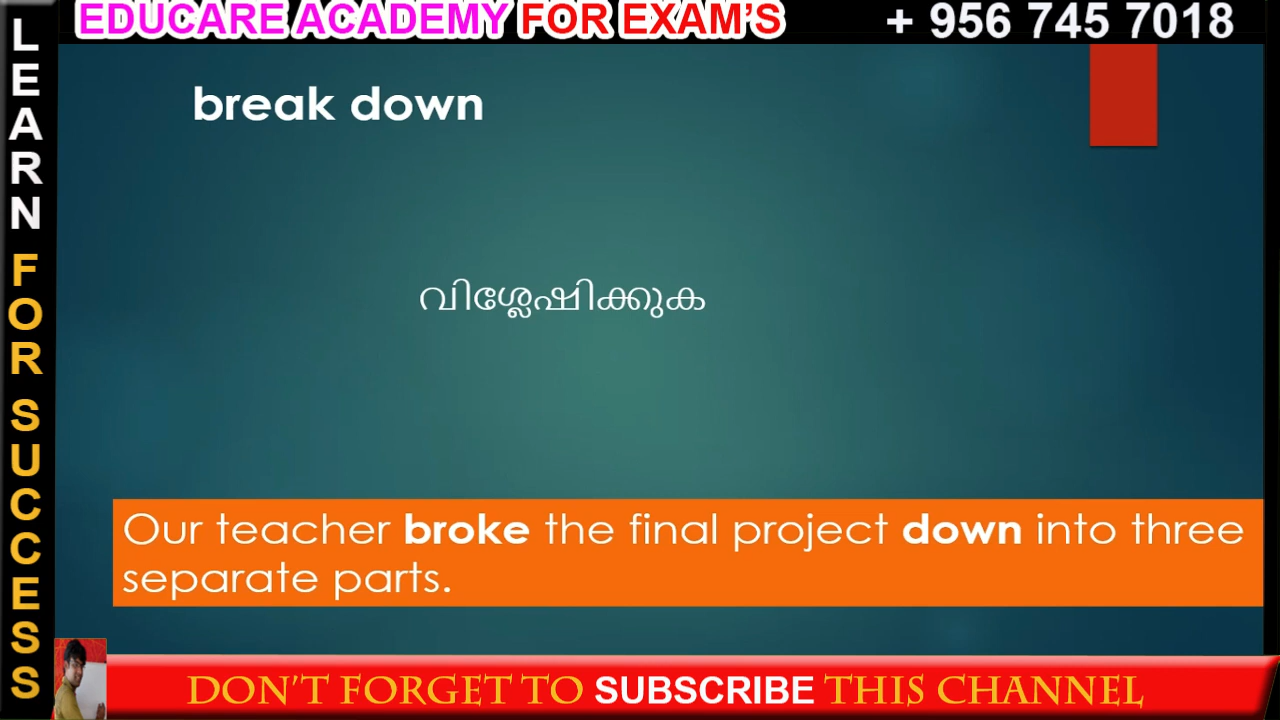 EDUCARE ACADEMY FOR EXAM'S + 956 745 7018
LEARN FOR SUCCESS
break down
വിശ്ലേഷിക്കുക
Our teacher broke the final project down into three
separate parts.
DON'T FORGET TO SUBSCRIBE THIS CHANNEL